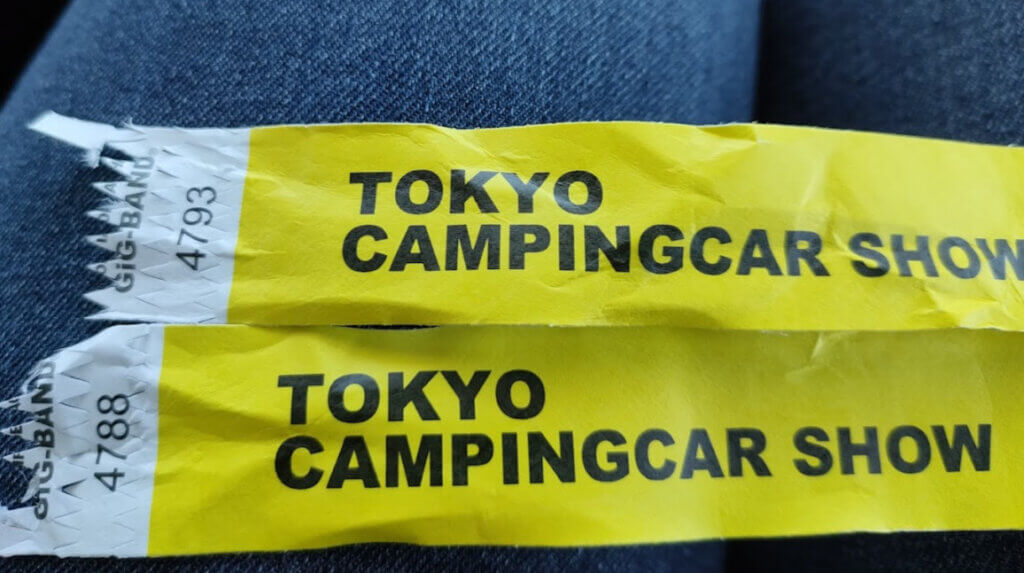 GiG-BAND
4793
TOKYO
CAMPINGCAR SHOW
GiG-BAND
4788
TOKYO
CAMPINGCAR SHOW